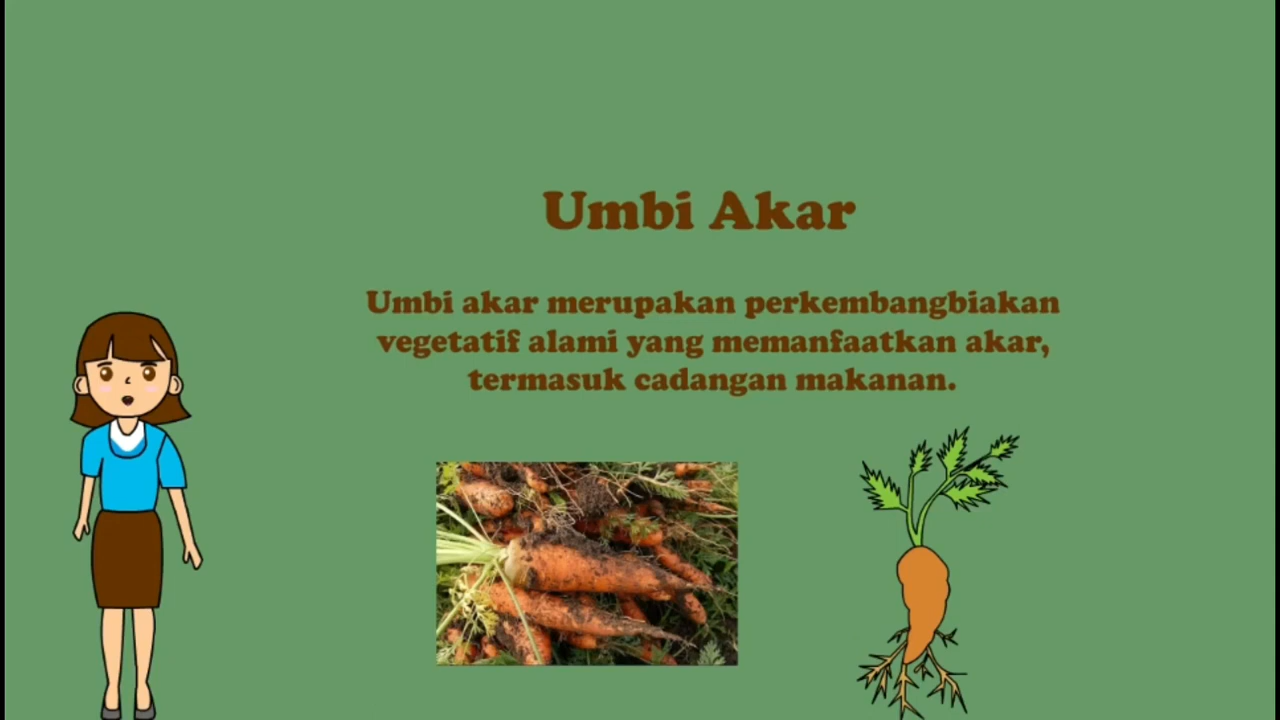 Umbi Akar
Umbi akar merupakan perkembangbiakan
vegetatif alami yang memanfaatkan akar,
termasuk cadangan makanan.